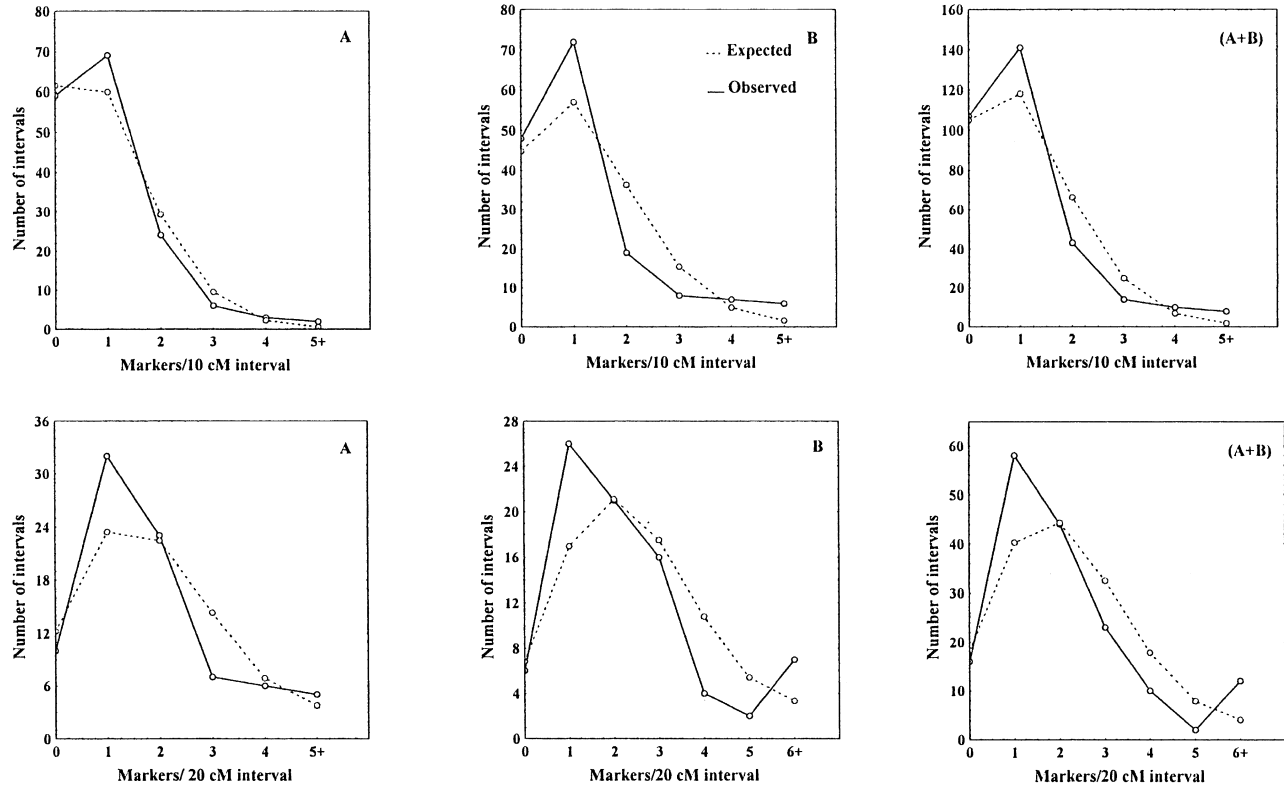 A
80
70
60
50
40
30
20
10
0
Number of intervals
0 1 2 3 4 5+
Markers/10 cM interval
B
Expected
Observed
80
70
60
50
40
30
20
10
0
Number of intervals
0 1 2 3 4 5+
Markers/10 cM interval
(A+B)
160
140
120
100
80
60
40
20
0
Number of intervals
0 1 2 3 4 5+
Markers/10 cM interval
A
36
30
24
18
12
6
0
Number of intervals
0 1 2 3 4 5+
Markers/ 20 cM interval
B
28
24
20
16
12
8
4
0
Number of intervals
0 1 2 3 4 5 6+
Markers/20 cM interval
(A+B)
60
50
40
30
20
10
0
Number of intervals
0 1 2 3 4 5 6+
Markers/20 cM interval